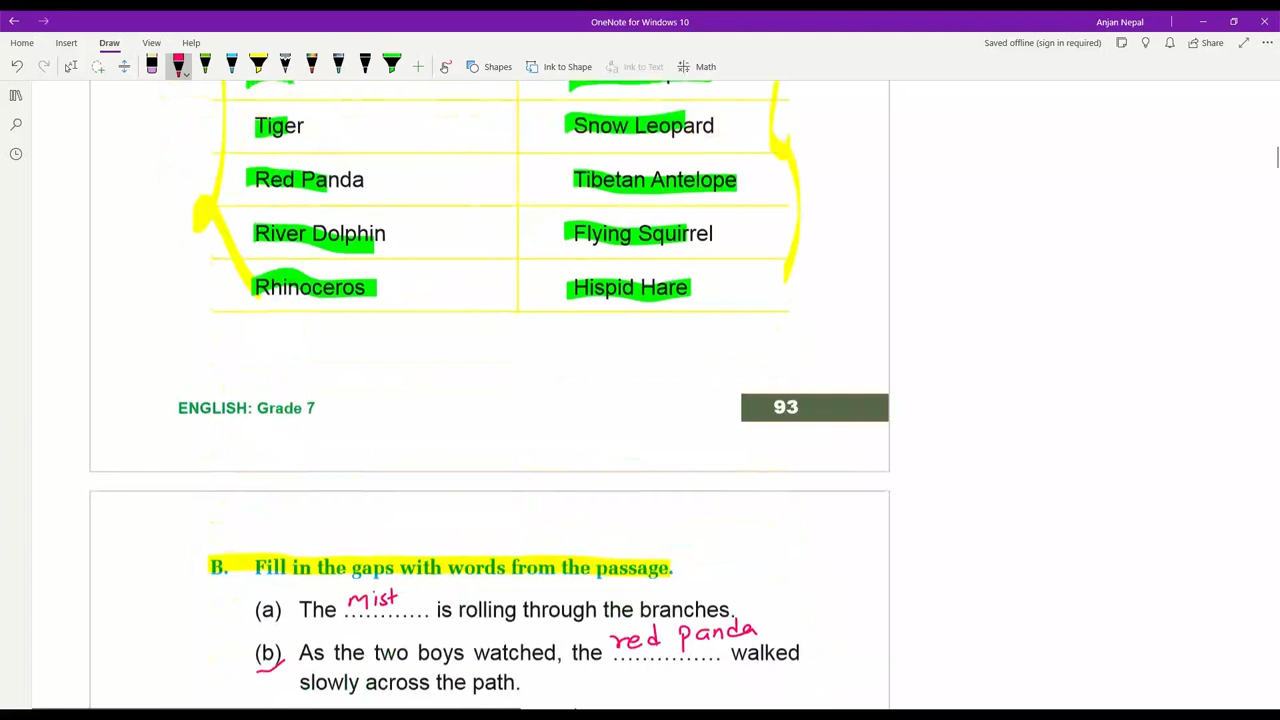 OneNote for Windows 10
Anjan Nepal
Home Insert Draw View Help
Saved offline (sign in required)
Share
Shapes
Ink to Shape
Ink to Text
Math
Tiger Snow Leopard
Red Panda Tibetan Antelope
River Dolphin Flying Squirrel
Rhinoceros Hispid Hare
ENGLISH: Grade 7 93
B. Fill in the gaps with words from the passage.
(a) The mist ............ is rolling through the branches.
(b) As the two boys watched, the red panda ............... walked
slowly across the path.